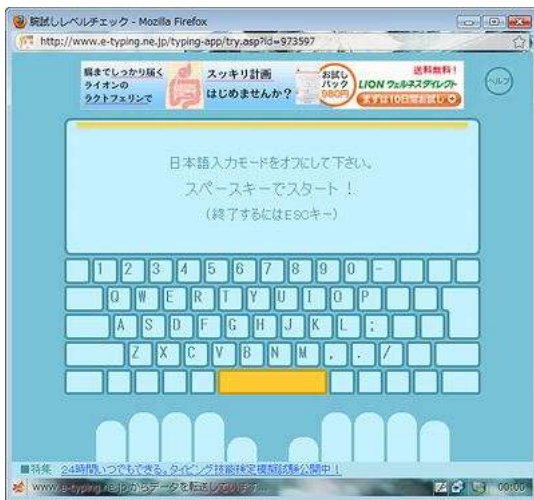 腕試しレベルチェック - Mozilla Firefox
http://www.e-typing.ne.jp/typing-app/try.asp?id=973597
腸までしっかり届く
ライオンの
ラクトフェリンで
スッキリ計画
はじめませんか？
お試し
パック
980円
送料無料！
LION ウェルネスダイレクト
まずは10日間お試し
ヘルプ
日本語入力モードをオフにして下さい。
スペースキーでスタート！
(終了するにはESCキー)
1 2 3 4 5 6 7 8 9 0 -
Q W E R T Y U I O P
A S D F G H J K L ;
Z X C V B N M , . /
■特集 24時間いつでもできる。タイピング技能検定模擬試験公開中！
www.e-typing.ne.jp からデータを転送しています...
00:00